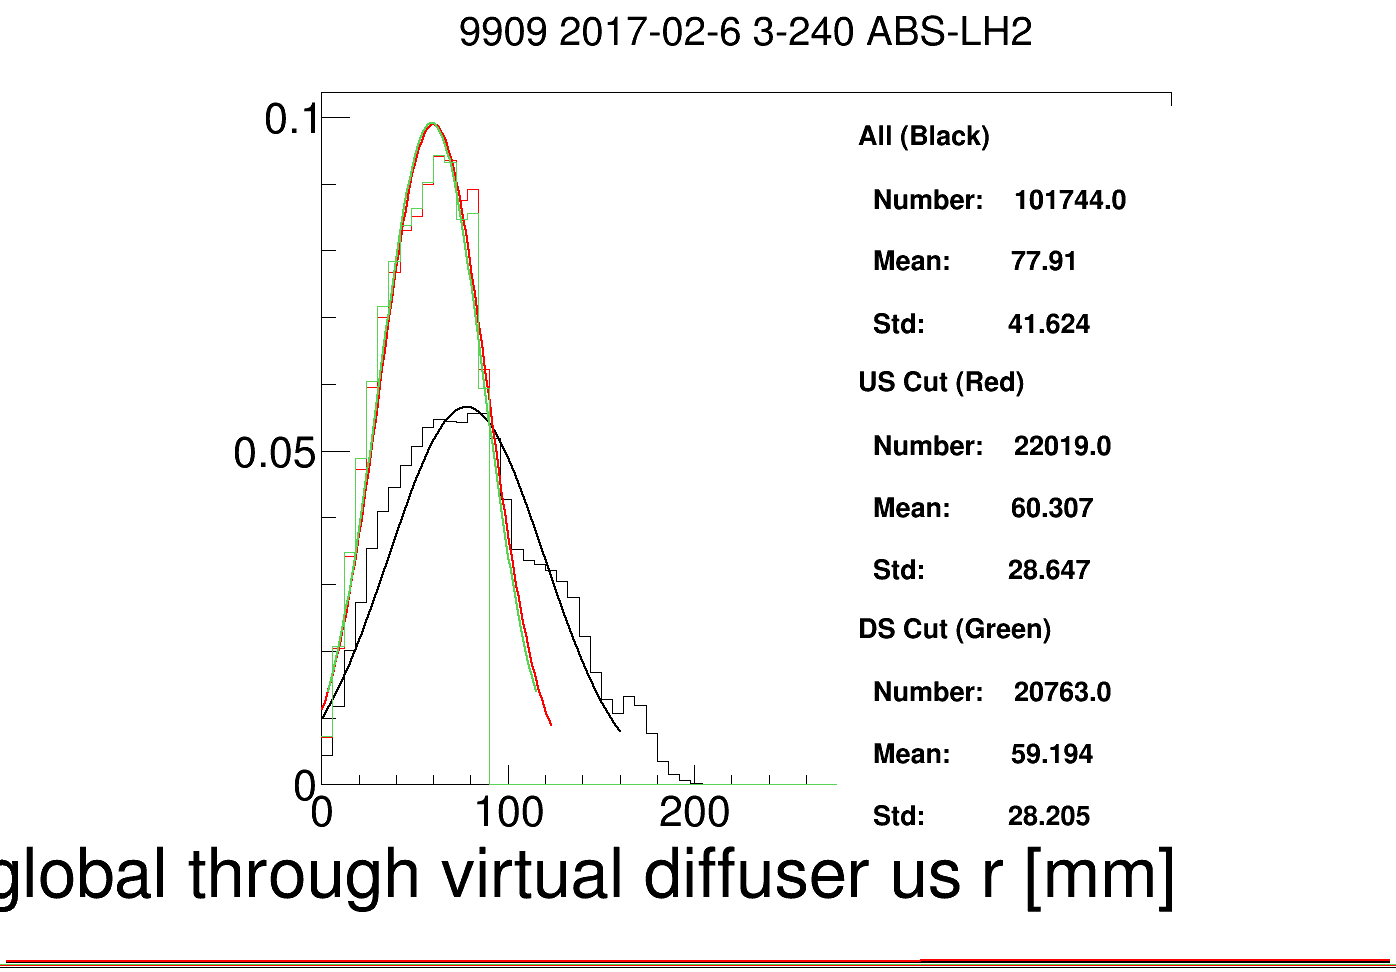 9909 2017-02-6 3-240 ABS-LH2
0.1
0.05
0
0 100 200
All (Black)
Number: 101744.0
Mean: 77.91
Std: 41.624
US Cut (Red)
Number: 22019.0
Mean: 60.307
Std: 28.647
DS Cut (Green)
Number: 20763.0
Mean: 59.194
Std: 28.205
global through virtual diffuser us r [mm]